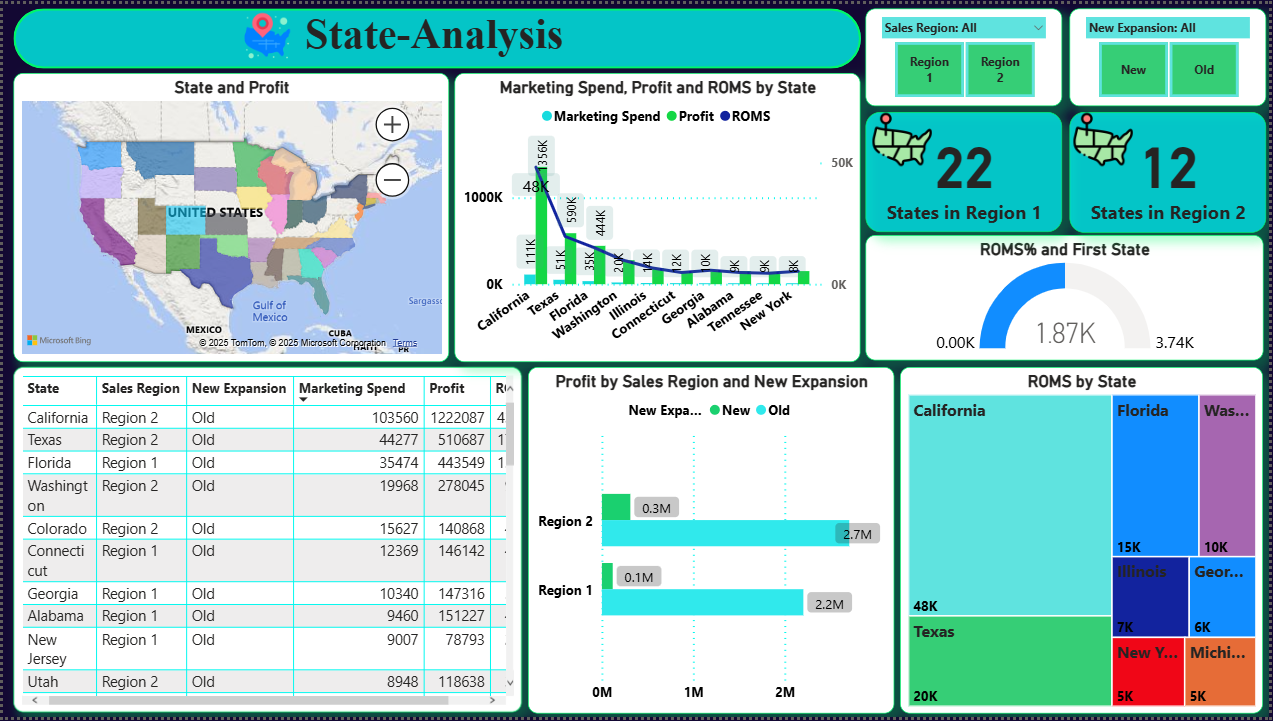 State-Analysis
Sales Region: All
Region 1
Region 2
New Expansion: All
New
Old
State and Profit
UNITED STATES
Gulf of
Mexico
Sargasso
MEXICO
CUBA
HAITI
PR
Microsoft Bing
© 2025 TomTom, © 2025 Microsoft Corporation Terms
Marketing Spend, Profit and ROMS by State
Marketing Spend Profit ROMS
1000K
0K
50K
0K
48K
111K
1356K
51K
590K
35K
444K
20K
14K
12K
10K
9K
9K
8K
California
Texas
Florida
Washington
Illinois
Connecticut
Georgia
Alabama
Tennessee
New York
22
States in Region 1
12
States in Region 2
ROMS% and First State
0.00K
1.87K
3.74K
State Sales Region New Expansion Marketing Spend Profit
California Region 2 Old 103560 1222087
Texas Region 2 Old 44277 510687
Florida Region 1 Old 35474 443549
Washingt
on Region 2 Old 19968 278045
Colorado Region 2 Old 15627 140868
Connecti
cut Region 1 Old 12369 146142
Georgia Region 1 Old 10340 147316
Alabama Region 1 Old 9460 151227
New
Jersey Region 1 Old 9007 78793
Utah Region 2 Old 8948 118638
Profit by Sales Region and New Expansion
New Expa... New Old
Region 2
0.3M
2.7M
Region 1
0.1M
2.2M
0M 1M 2M
ROMS by State
California
48K
Texas
20K
Florida
15K
Was...
10K
Illinois
7K
Geor...
6K
New Y...
5K
Michi...
5K